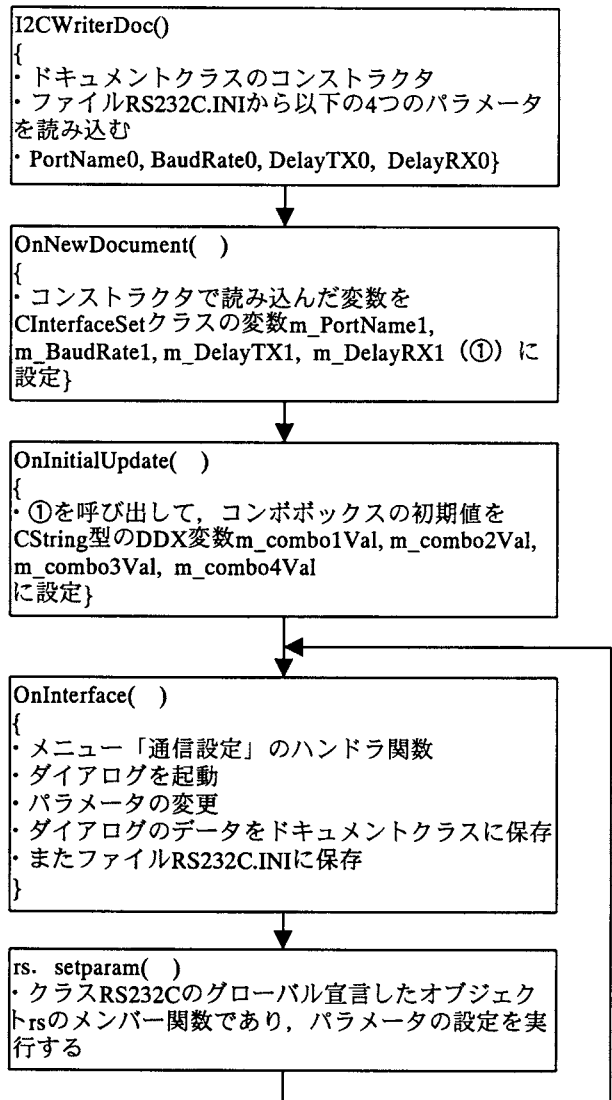 I2CWriterDoc()
{
・ドキュメントクラスのコンストラクタ
・ファイルRS232C.INIから以下の4つのパラメータ
を読み込む
・PortName0, BaudRate0, DelayTX0, DelayRX0}
OnNewDocument( )
{
・コンストラクタで読み込んだ変数を
CInterfaceSetクラスの変数m_PortName1,
m_BaudRate1, m_DelayTX1, m_DelayRX1（①）に
設定}
OnInitialUpdate( )
{
・①を呼び出して，コンボボックスの初期値を
CString型のDDX変数m_combo1Val, m_combo2Val,
m_combo3Val, m_combo4Val
に設定}
OnInterface( )
{
・メニュー「通信設定」のハンドラ関数
・ダイアログを起動
・パラメータの変更
・ダイアログのデータをドキュメントクラスに保存
・またファイルRS232C.INIに保存
}
rs. setparam( )
・クラスRS232Cのグローバル宣言したオブジェク
トrsのメンバー関数であり，パラメータの設定を実
行する